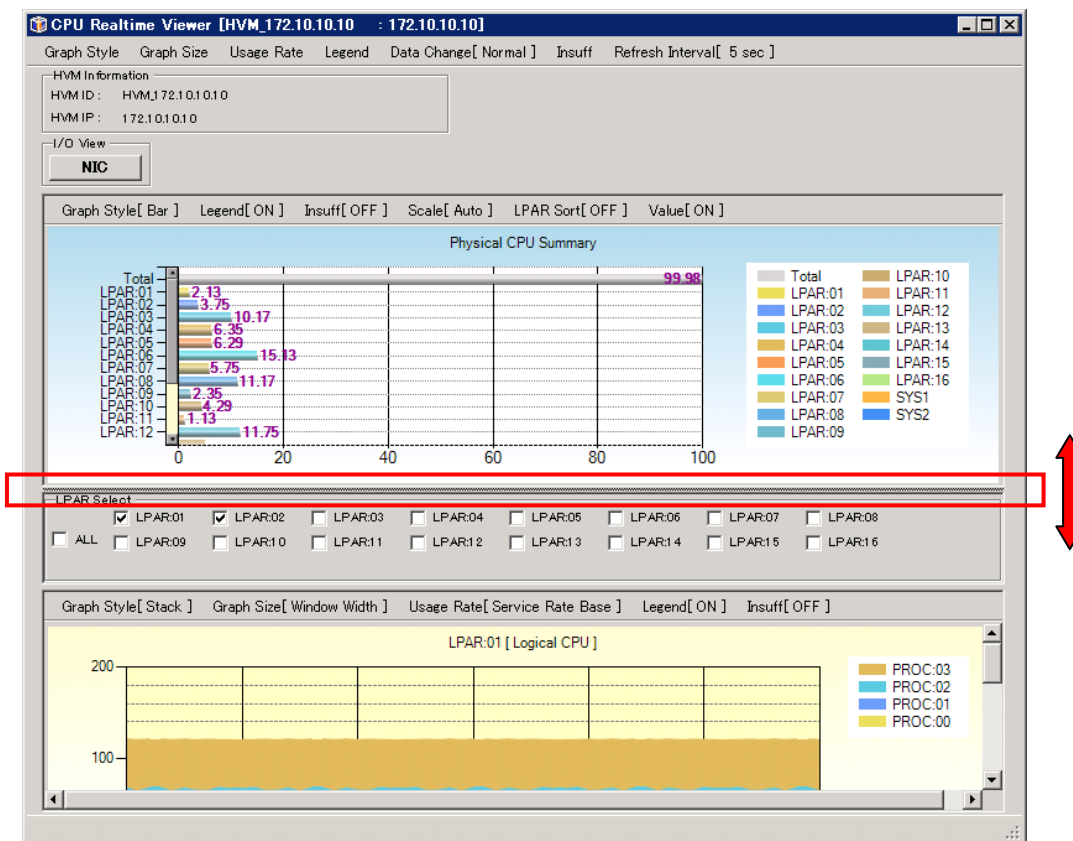 CPU Realtime Viewer [HVM_172.10.10.10 : 172.10.10.10]
Graph Style Graph Size Usage Rate Legend Data Change[ Normal ] Insuff Refresh Interval[ 5 sec ]
HVM Information
HVM ID : HVM_172.10.10.10
HVM IP : 172.10.10.10
I/O View
NIC
Graph Style[ Bar ] Legend[ ON ] Insuff[ OFF ] Scale[ Auto ] LPAR Sort[ OFF ] Value[ ON ]
Physical CPU Summary
Total 99.98
LPAR:01 2.13
LPAR:02 3.75
LPAR:03 10.17
LPAR:04 6.35
LPAR:05 6.29
LPAR:06 15.13
LPAR:07 5.75
LPAR:08 11.17
LPAR:09 2.35
LPAR:10 4.29
LPAR:11 1.13
LPAR:12 11.75
0 20 40 60 80 100
Total LPAR:10
LPAR:01 LPAR:11
LPAR:02 LPAR:12
LPAR:03 LPAR:13
LPAR:04 LPAR:14
LPAR:05 LPAR:15
LPAR:06 LPAR:16
LPAR:07 SYS1
LPAR:08 SYS2
LPAR:09
LPAR Select
LPAR:01 LPAR:02 LPAR:03 LPAR:04 LPAR:05 LPAR:06 LPAR:07 LPAR:08
ALL LPAR:09 LPAR:10 LPAR:11 LPAR:12 LPAR:13 LPAR:14 LPAR:15 LPAR:16
Graph Style[ Stack ] Graph Size[ Window Width ] Usage Rate[ Service Rate Base ] Legend[ ON ] Insuff[ OFF ]
LPAR:01 [ Logical CPU ]
200
100
PROC:03
PROC:02
PROC:01
PROC:00